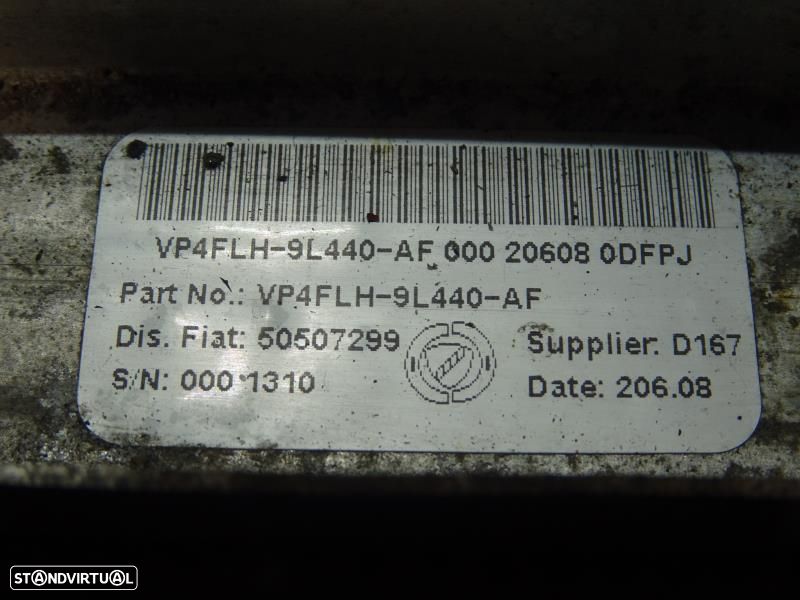 VP4FLH-9L440-AF 000 20608 0DFPJ
Part No.: VP4FLH-9L440-AF
Dis. Fiat: 50507299 Supplier: D167
S/N: 000 1310 Date: 206.08
STANDVIRTUAL